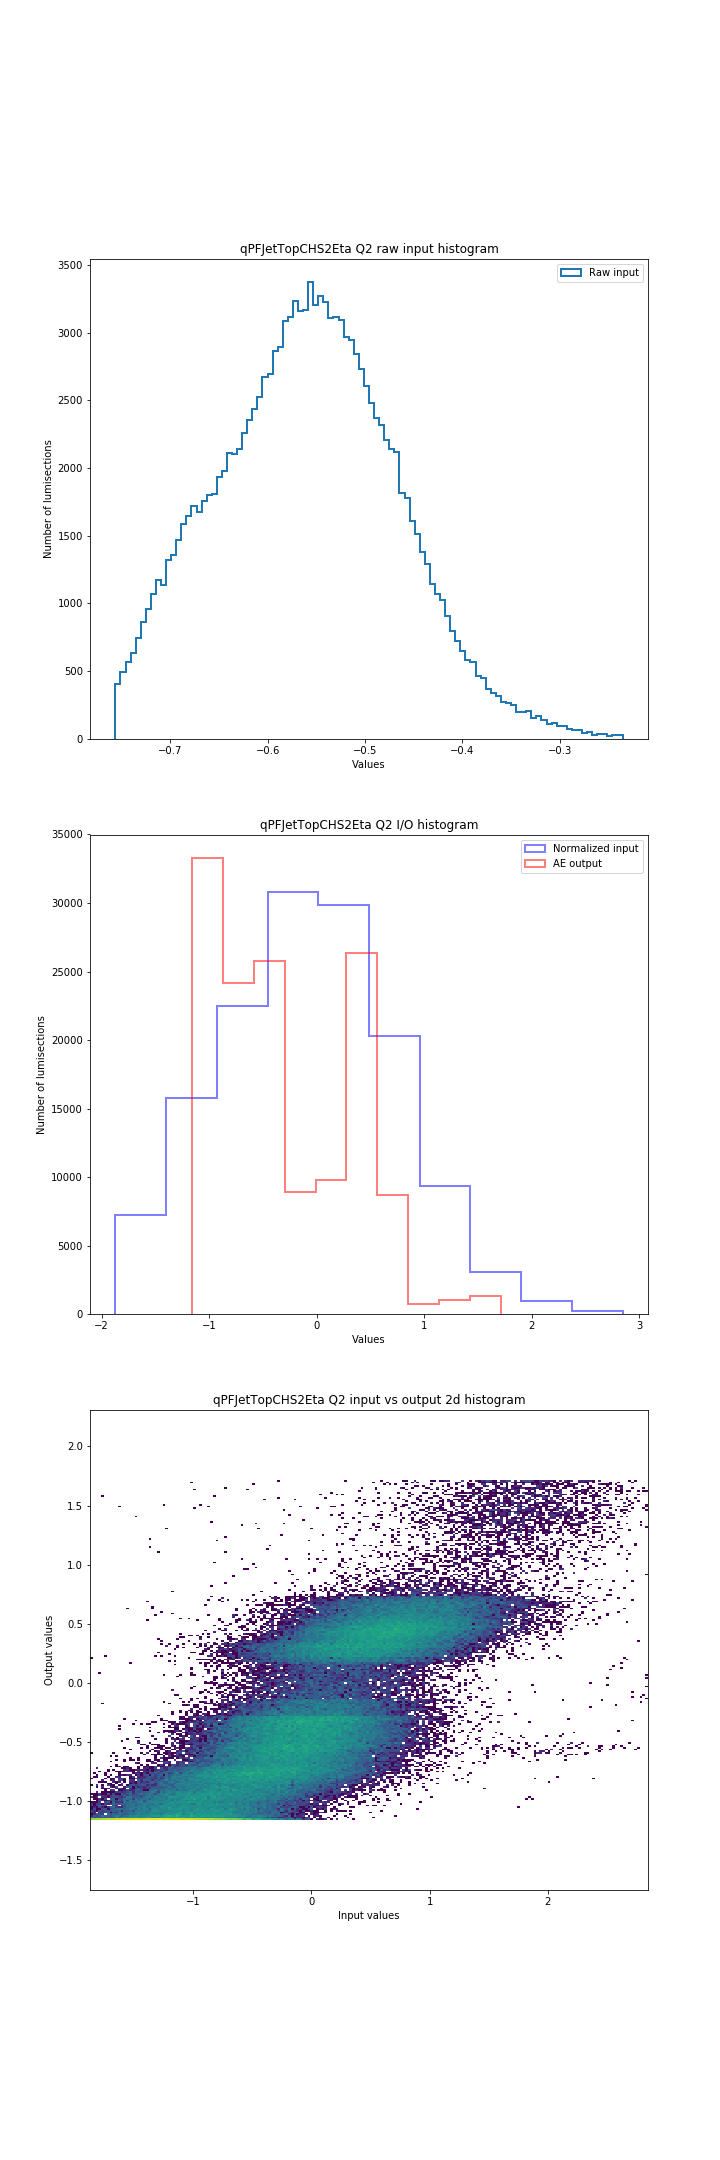 qPFJetTopCHS2Eta Q2 raw input histogram
3500
3000
2500
2000
1500
1000
500
0
Number of lumisections
Raw input
−0.7 −0.6 −0.5 −0.4 −0.3
Values
qPFJetTopCHS2Eta Q2 I/O histogram
35000
30000
25000
20000
15000
10000
5000
0
Number of lumisections
Normalized input
AE output
−2 −1 0 1 2 3
Values
qPFJetTopCHS2Eta Q2 input vs output 2d histogram
2.0
1.5
1.0
0.5
0.0
−0.5
−1.0
−1.5
Output values
−1 0 1 2
Input values